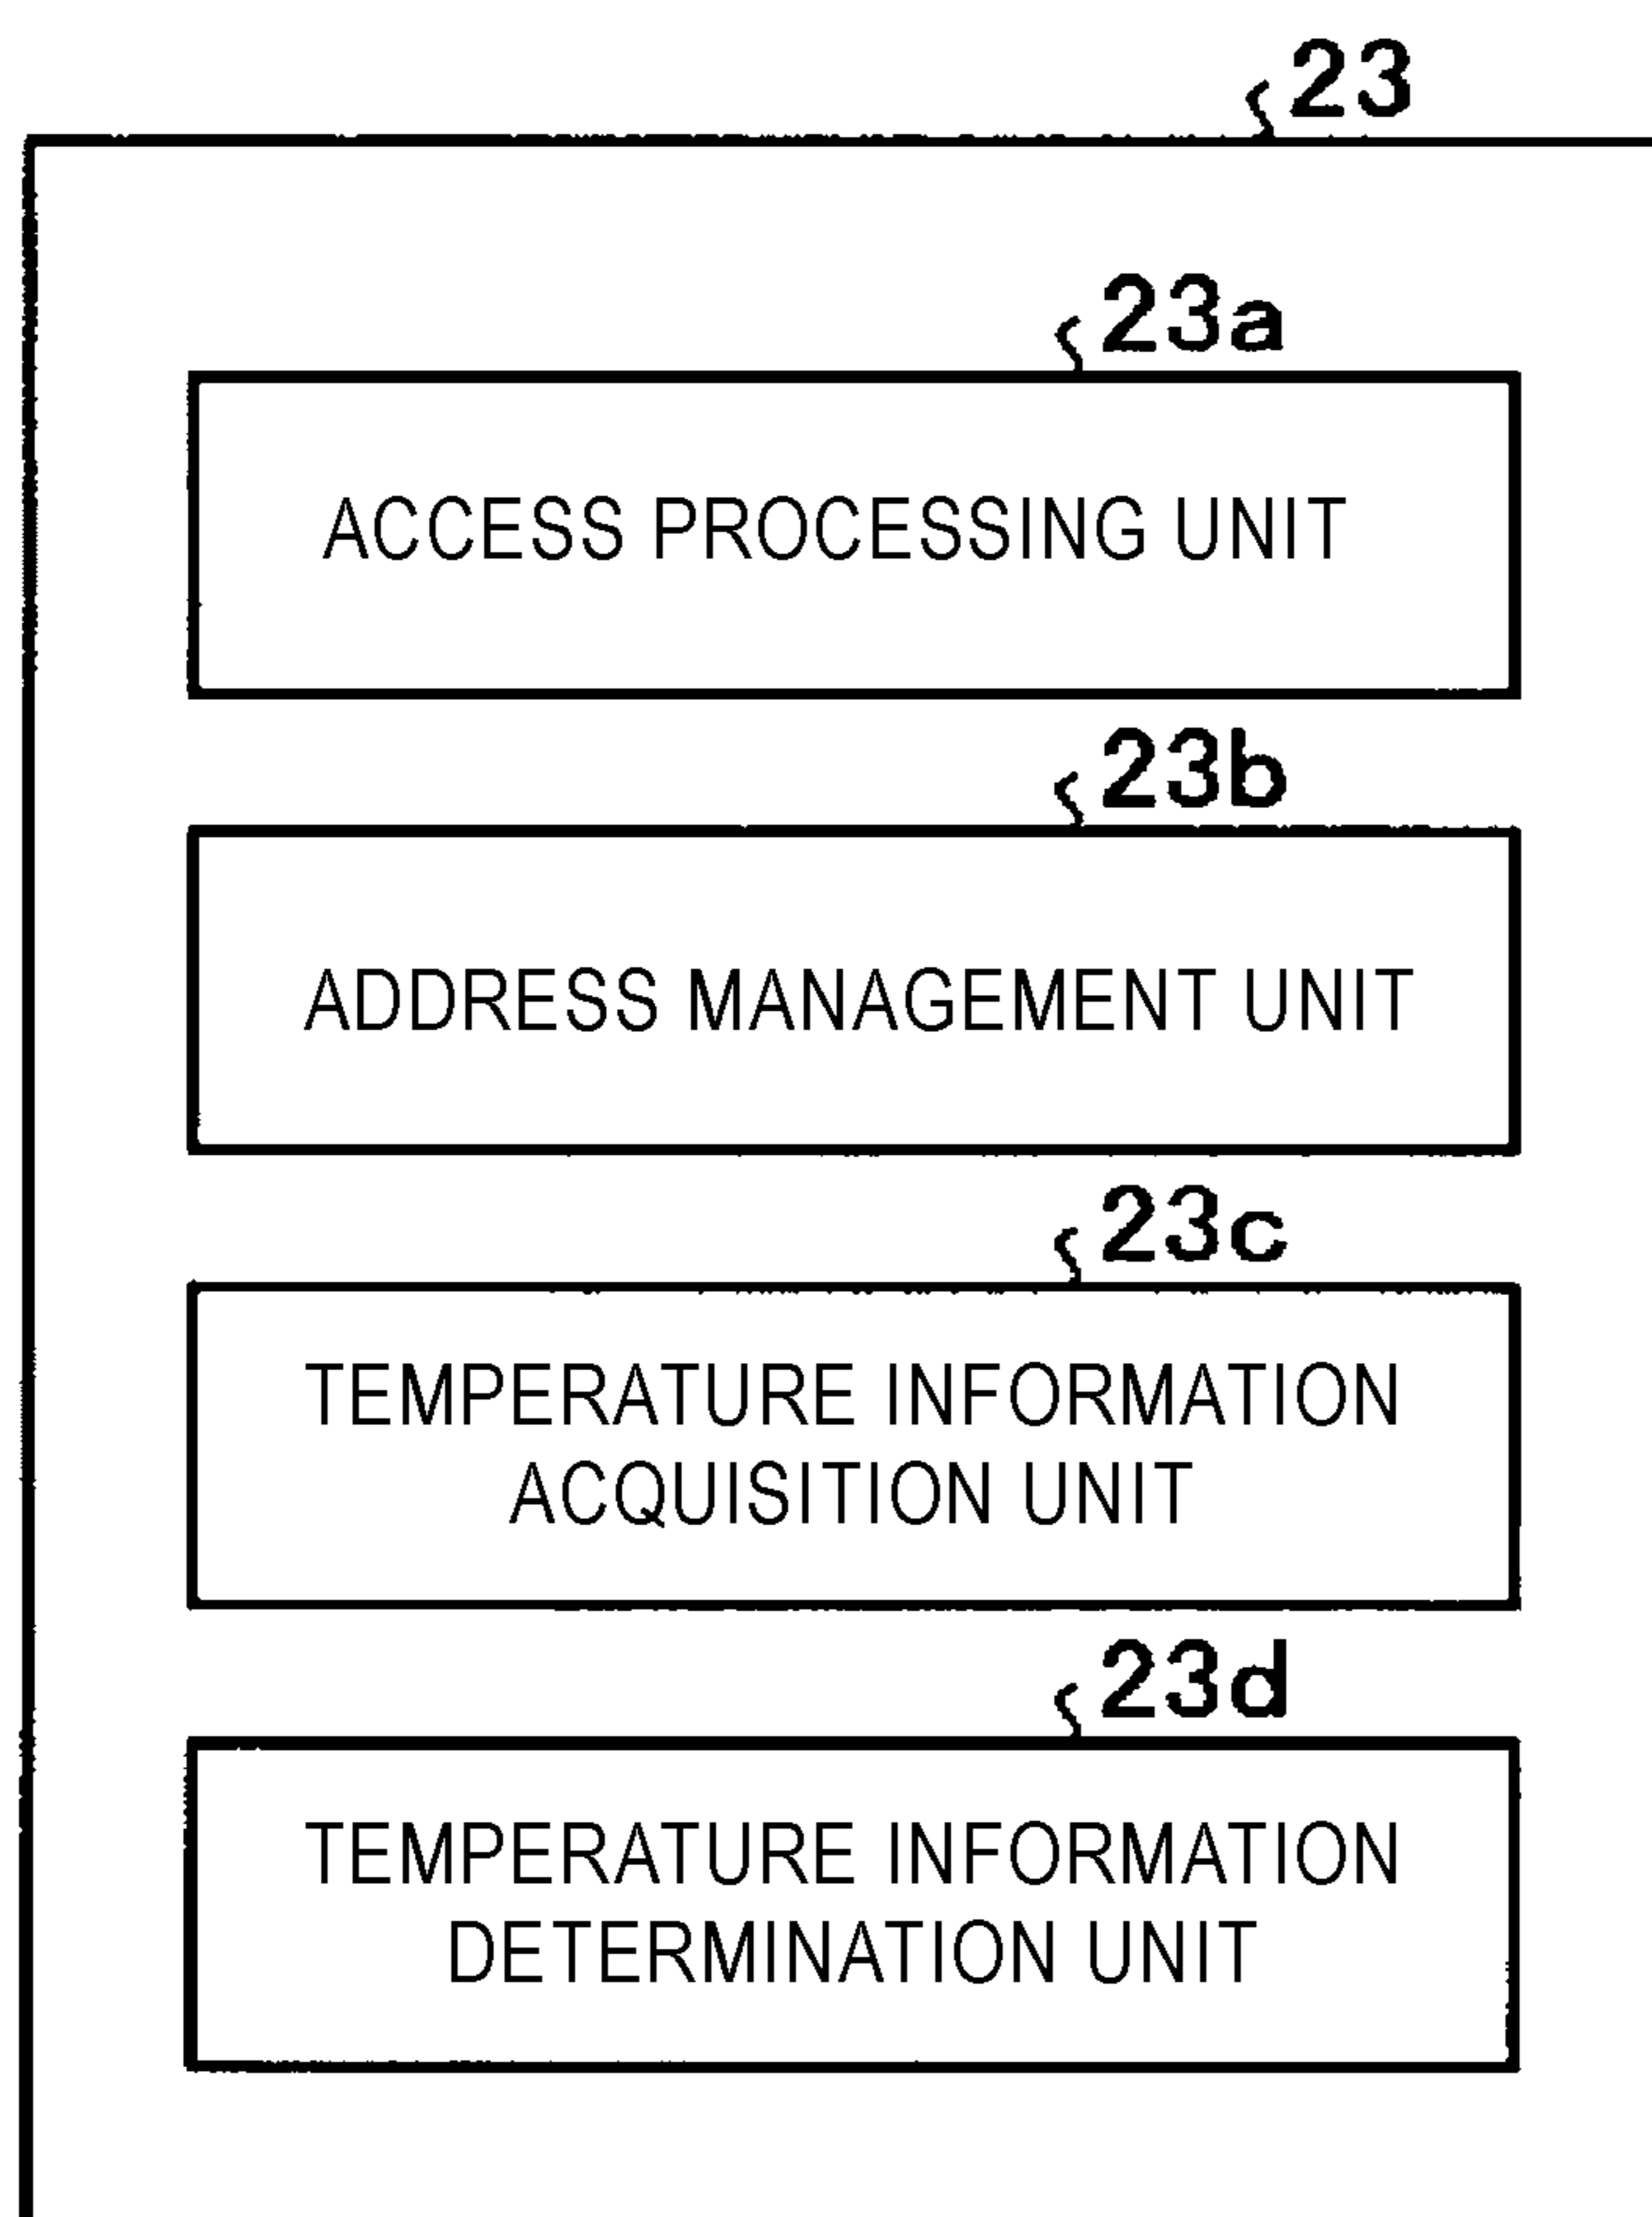 23
23a
ACCESS PROCESSING UNIT
23b
ADDRESS MANAGEMENT UNIT
23c
TEMPERATURE INFORMATION
ACQUISITION UNIT
23d
TEMPERATURE INFORMATION
DETERMINATION UNIT